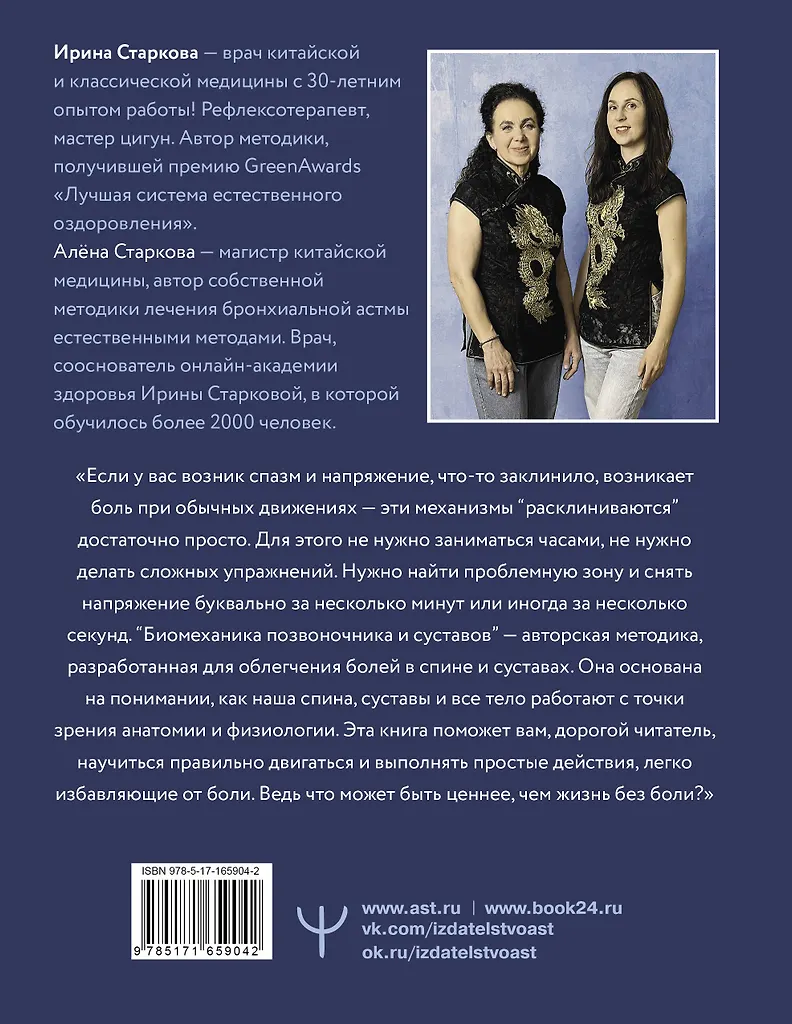 Ирина Старкова — врач китайской
и классической медицины с 30-летним
опытом работы! Рефлексотерапевт,
мастер цигун. Автор методики,
получившей премию GreenAwards
«Лучшая система естественного
оздоровления».
Алёна Старкова — магистр китайской
медицины, автор собственной
методики лечения бронхиальной астмы
естественными методами. Врач,
сооснователь онлайн-академии
здоровья Ирины Старковой, в которой
обучилось более 2000 человек.
«Если у вас возник спазм и напряжение, что-то заклинило, возникает
боль при обычных движениях — эти механизмы “расклиниваются”
достаточно просто. Для этого не нужно заниматься часами, не нужно
делать сложных упражнений. Нужно найти проблемную зону и снять
напряжение буквально за несколько минут или иногда за несколько
секунд. “Биомеханика позвоночника и суставов” — авторская методика,
разработанная для облегчения болей в спине и суставах. Она основана
на понимании, как наша спина, суставы и все тело работают с точки
зрения анатомии и физиологии. Эта книга поможет вам, дорогой читатель,
научиться правильно двигаться и выполнять простые действия, легко
избавляющие от боли. Ведь что может быть ценнее, чем жизнь без боли?»
ISBN 978-5-17-165904-2
9 785171 659042
www.ast.ru | www.book24.ru
vk.com/izdatelstvoast
ok.ru/izdatelstvoast